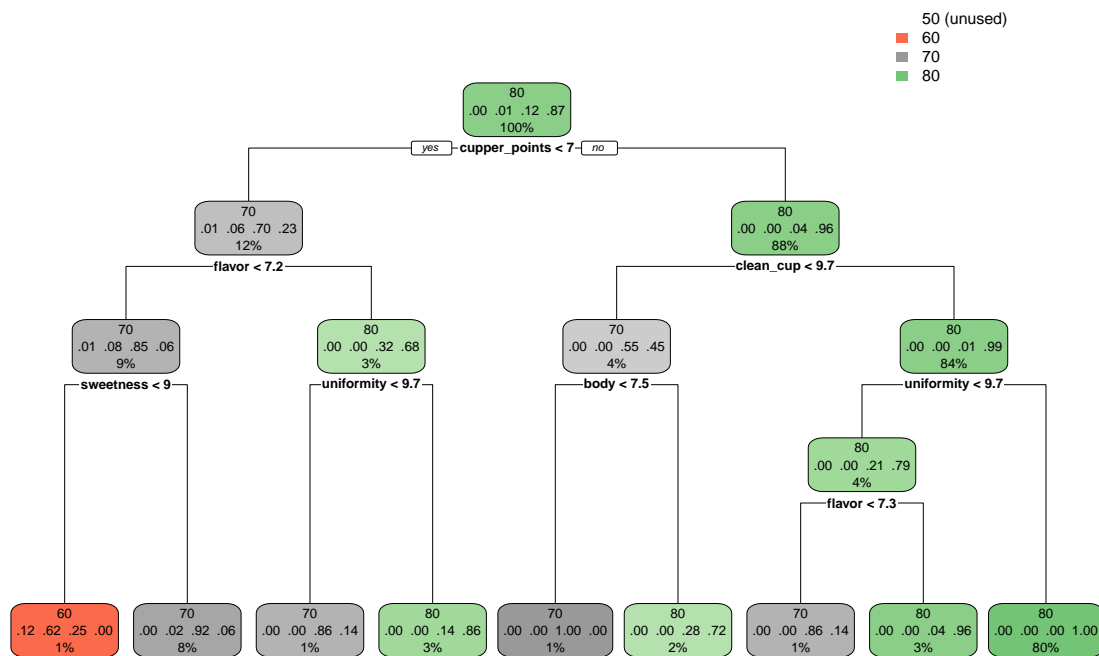 50 (unused)
60
70
80
80
.00 .01 .12 .87
100%
yes cupper_points < 7 no
70
.01 .06 .70 .23
12%
flavor < 7.2
80
.00 .00 .04 .96
88%
clean_cup < 9.7
70
.01 .08 .85 .06
9%
sweetness < 9
80
.00 .00 .32 .68
3%
uniformity < 9.7
70
.00 .00 .55 .45
4%
body < 7.5
80
.00 .00 .01 .99
84%
uniformity < 9.7
80
.00 .00 .21 .79
4%
flavor < 7.3
60
.12 .62 .25 .00
1%
70
.00 .02 .92 .06
8%
70
.00 .00 .86 .14
1%
80
.00 .00 .14 .86
3%
70
.00 .00 1.00 .00
1%
80
.00 .00 .28 .72
2%
70
.00 .00 .86 .14
1%
80
.00 .00 .04 .96
3%
80
.00 .00 .00 1.00
80%